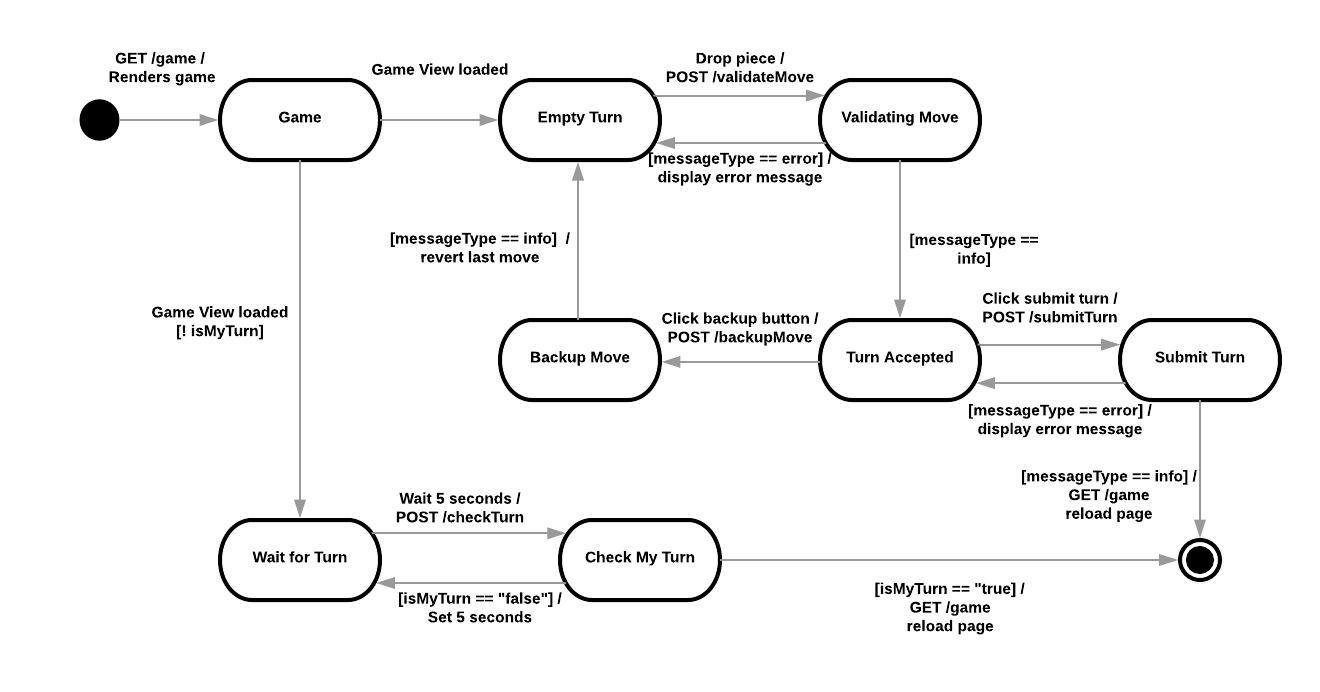 GET /game /
Renders game
Game View loaded
Drop piece /
POST /validateMove
Game
Empty Turn
Validating Move
[messageType == error] /
display error message
[messageType == info]  /
revert last move
[messageType ==
info]
Game View loaded
[! isMyTurn]
Click backup button /
POST /backupMove
Click submit turn /
POST /submitTurn
Backup Move
Turn Accepted
Submit Turn
[messageType == error] /
display error message
[messageType == info] /
GET /game
reload page
Wait 5 seconds /
POST /checkTurn
Wait for Turn
Check My Turn
[isMyTurn == "false"] /
Set 5 seconds
[isMyTurn == "true] /
GET /game
reload page